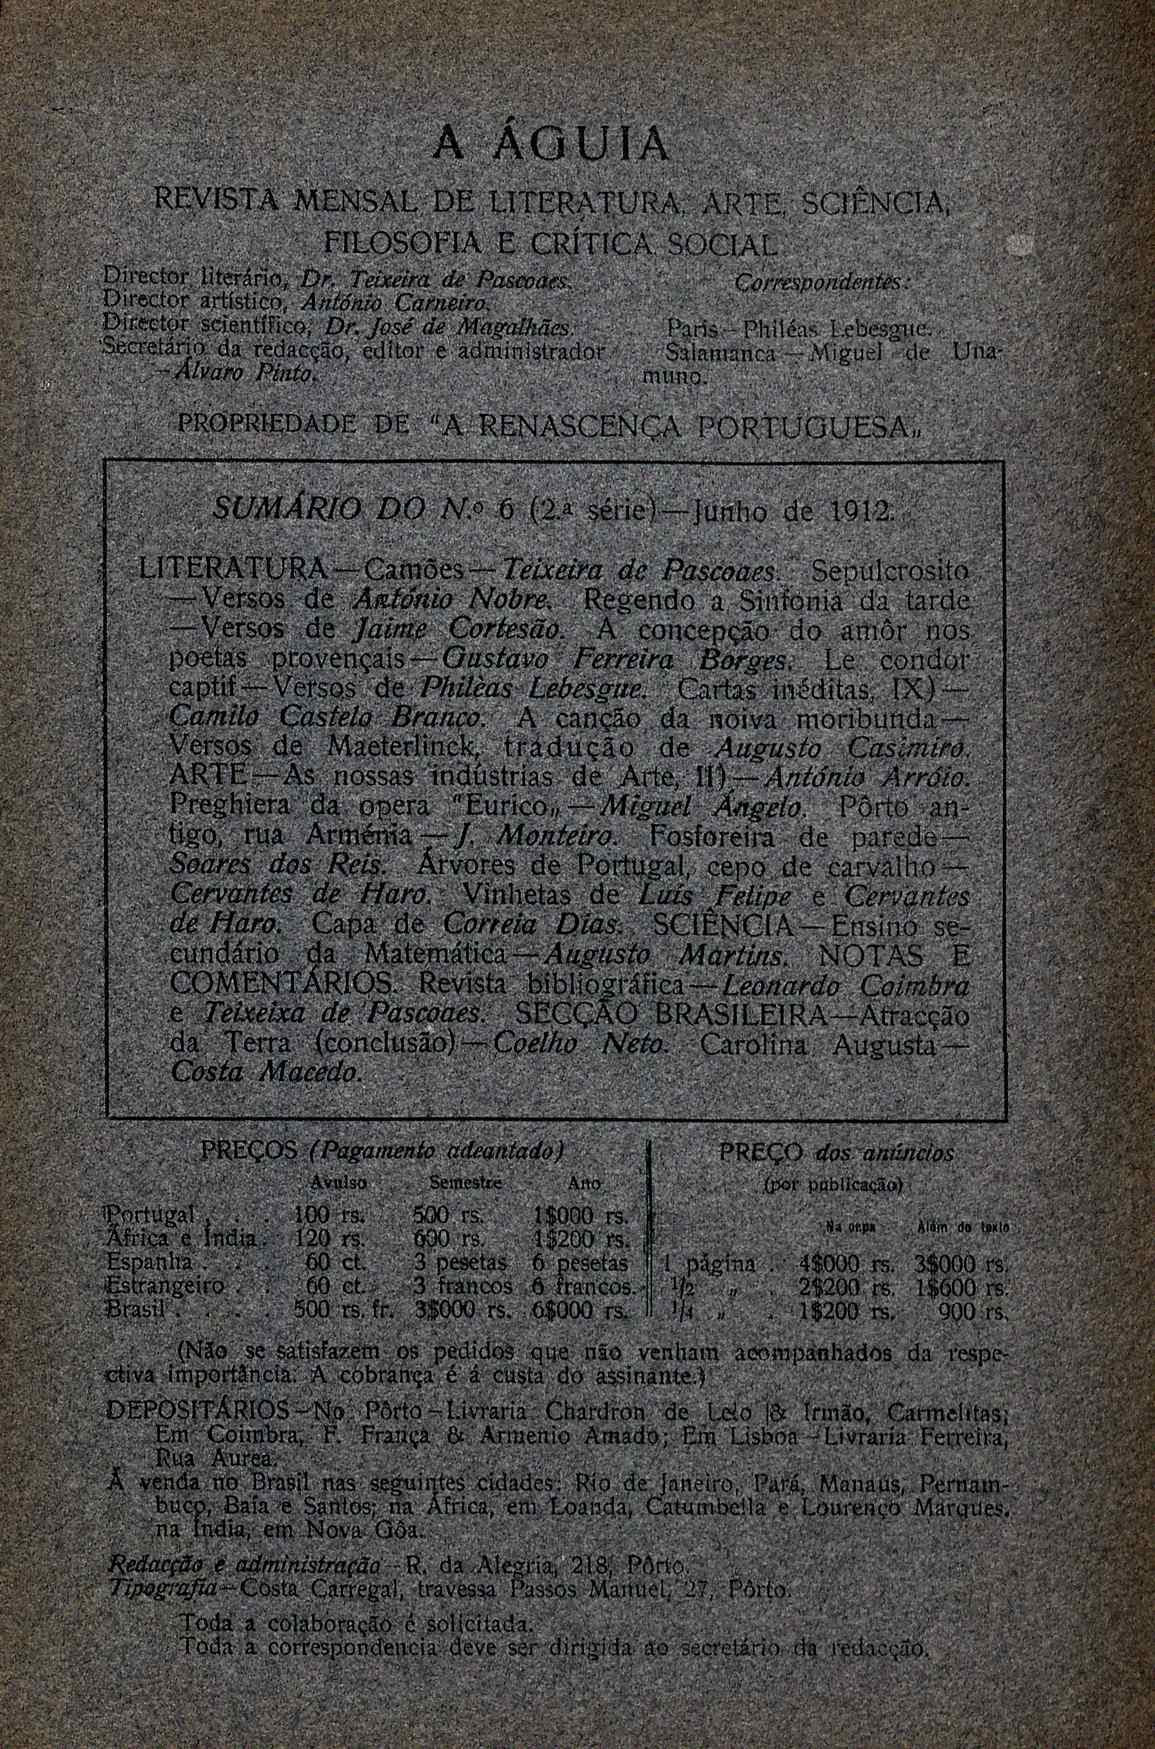 A ÁGUIA
REVISTA MENSAL DE LITERATURA, ARTE, SCIÊNCIA,
FILOSOFIA E CRÍTICA SOCIAL
Director literário, Dr. Teixeira de Pascoaes.
Director artístico, António Carneiro.
Director scientífico, Dr. José de Magalhães.
Secretário da redacção, editor e administrador
—Álvaro Pinto.
Correspondentes:
Paris—Philéas Lebesgue.
Salamanca—Miguel de Una-
muno.
PROPRIEDADE DE "A RENASCENÇA PORTUGUESA„
SUMÁRIO DO N.º 6 (2.ª série)—Junho de 1912.
LITERATURA—Camões—Teixeira de Pascoaes. Sepulcrosito
—Versos de António Nobre. Regendo a Sinfonia da tarde
—Versos de Jaime Cortesão. A concepção do amôr nos
poetas provençais—Gustavo Ferreira Borges. Le condor
captif—Versos de Philèas Lebesgue. Cartas inéditas, IX)—
Camilo Castelo Branco. A canção da noiva moribunda—
Versos de Maeterlinck, tradução de Augusto Casimiro.
ARTE—As nossas indústrias de Arte, II)—António Arróio.
Preghiera da opera "Eurico„—Miguel Ângelo. Pôrto an-
tigo, rua Arménia—J. Monteiro. Fosforeira de parede—
Soares dos Reis. Árvores de Portugal, cepo de carvalho—
Cervantes de Haro. Vinhetas de Luís Felipe e Cervantes
de Haro. Capa de Correia Dias. SCIÊNCIA—Ensino se-
cundário da Matemática—Augusto Martins. NOTAS E
COMENTÁRIOS. Revista bibliográfica—Leonardo Coimbra
e Teixeixa de Pascoaes. SECÇÃO BRASILEIRA—Atracção
da Terra (conclusão)—Coelho Neto. Carolina Augusta—
Costa Macedo.
PREÇOS (Pagamento adeantado)
Avulso Semestre Ano
Portugal . . . 100 rs. 500 rs. 1$000 rs.
África e Índia. 120 rs. 600 rs. 1$200 rs.
Espanha . . . 60 ct. 3 pesetas 6 pesetas
Estrangeiro . . 60 ct. 3 francos 6 francos.
Brasil . . . . 500 rs. fr. 3$000 rs. 6$000 rs.
PREÇO dos anúncios
(por publicação)
Na capa Além do texto
1 página . 4$000 rs. 3$000 rs.
1/2 „ . 2$200 rs. 1$600 rs.
1/4 „ . 1$200 rs. 900 rs.
(Não se satisfazem os pedidos que não venham acompanhados da respe-
ctiva importância. A cobrança é á custa do assinante.)
DEPOSITÁRIOS—No Pôrto—Livraria Chardron de Lelo & Irmão, Carmelitas;
Em Coimbra, F. França & Armenio Amado; Em Lisboa—Livraria Ferreira,
Rua Aurea.
Á venda no Brasil nas seguintes cidades: Rio de Janeiro, Pará, Manaus, Pernam-
buco, Baía e Santos; na África, em Loanda, Catumbella e Lourenço Marques.
na Índia, em Nova Gôa.
Redacção e administração—R. da Alegria, 218, Pôrto.
Tipografia—Costa Carregal, travessa Passos Manuel, 27, Pôrto.
Toda a colaboração é solicitada.
Toda a correspondencia deve ser dirigida ao secretário da redacção.